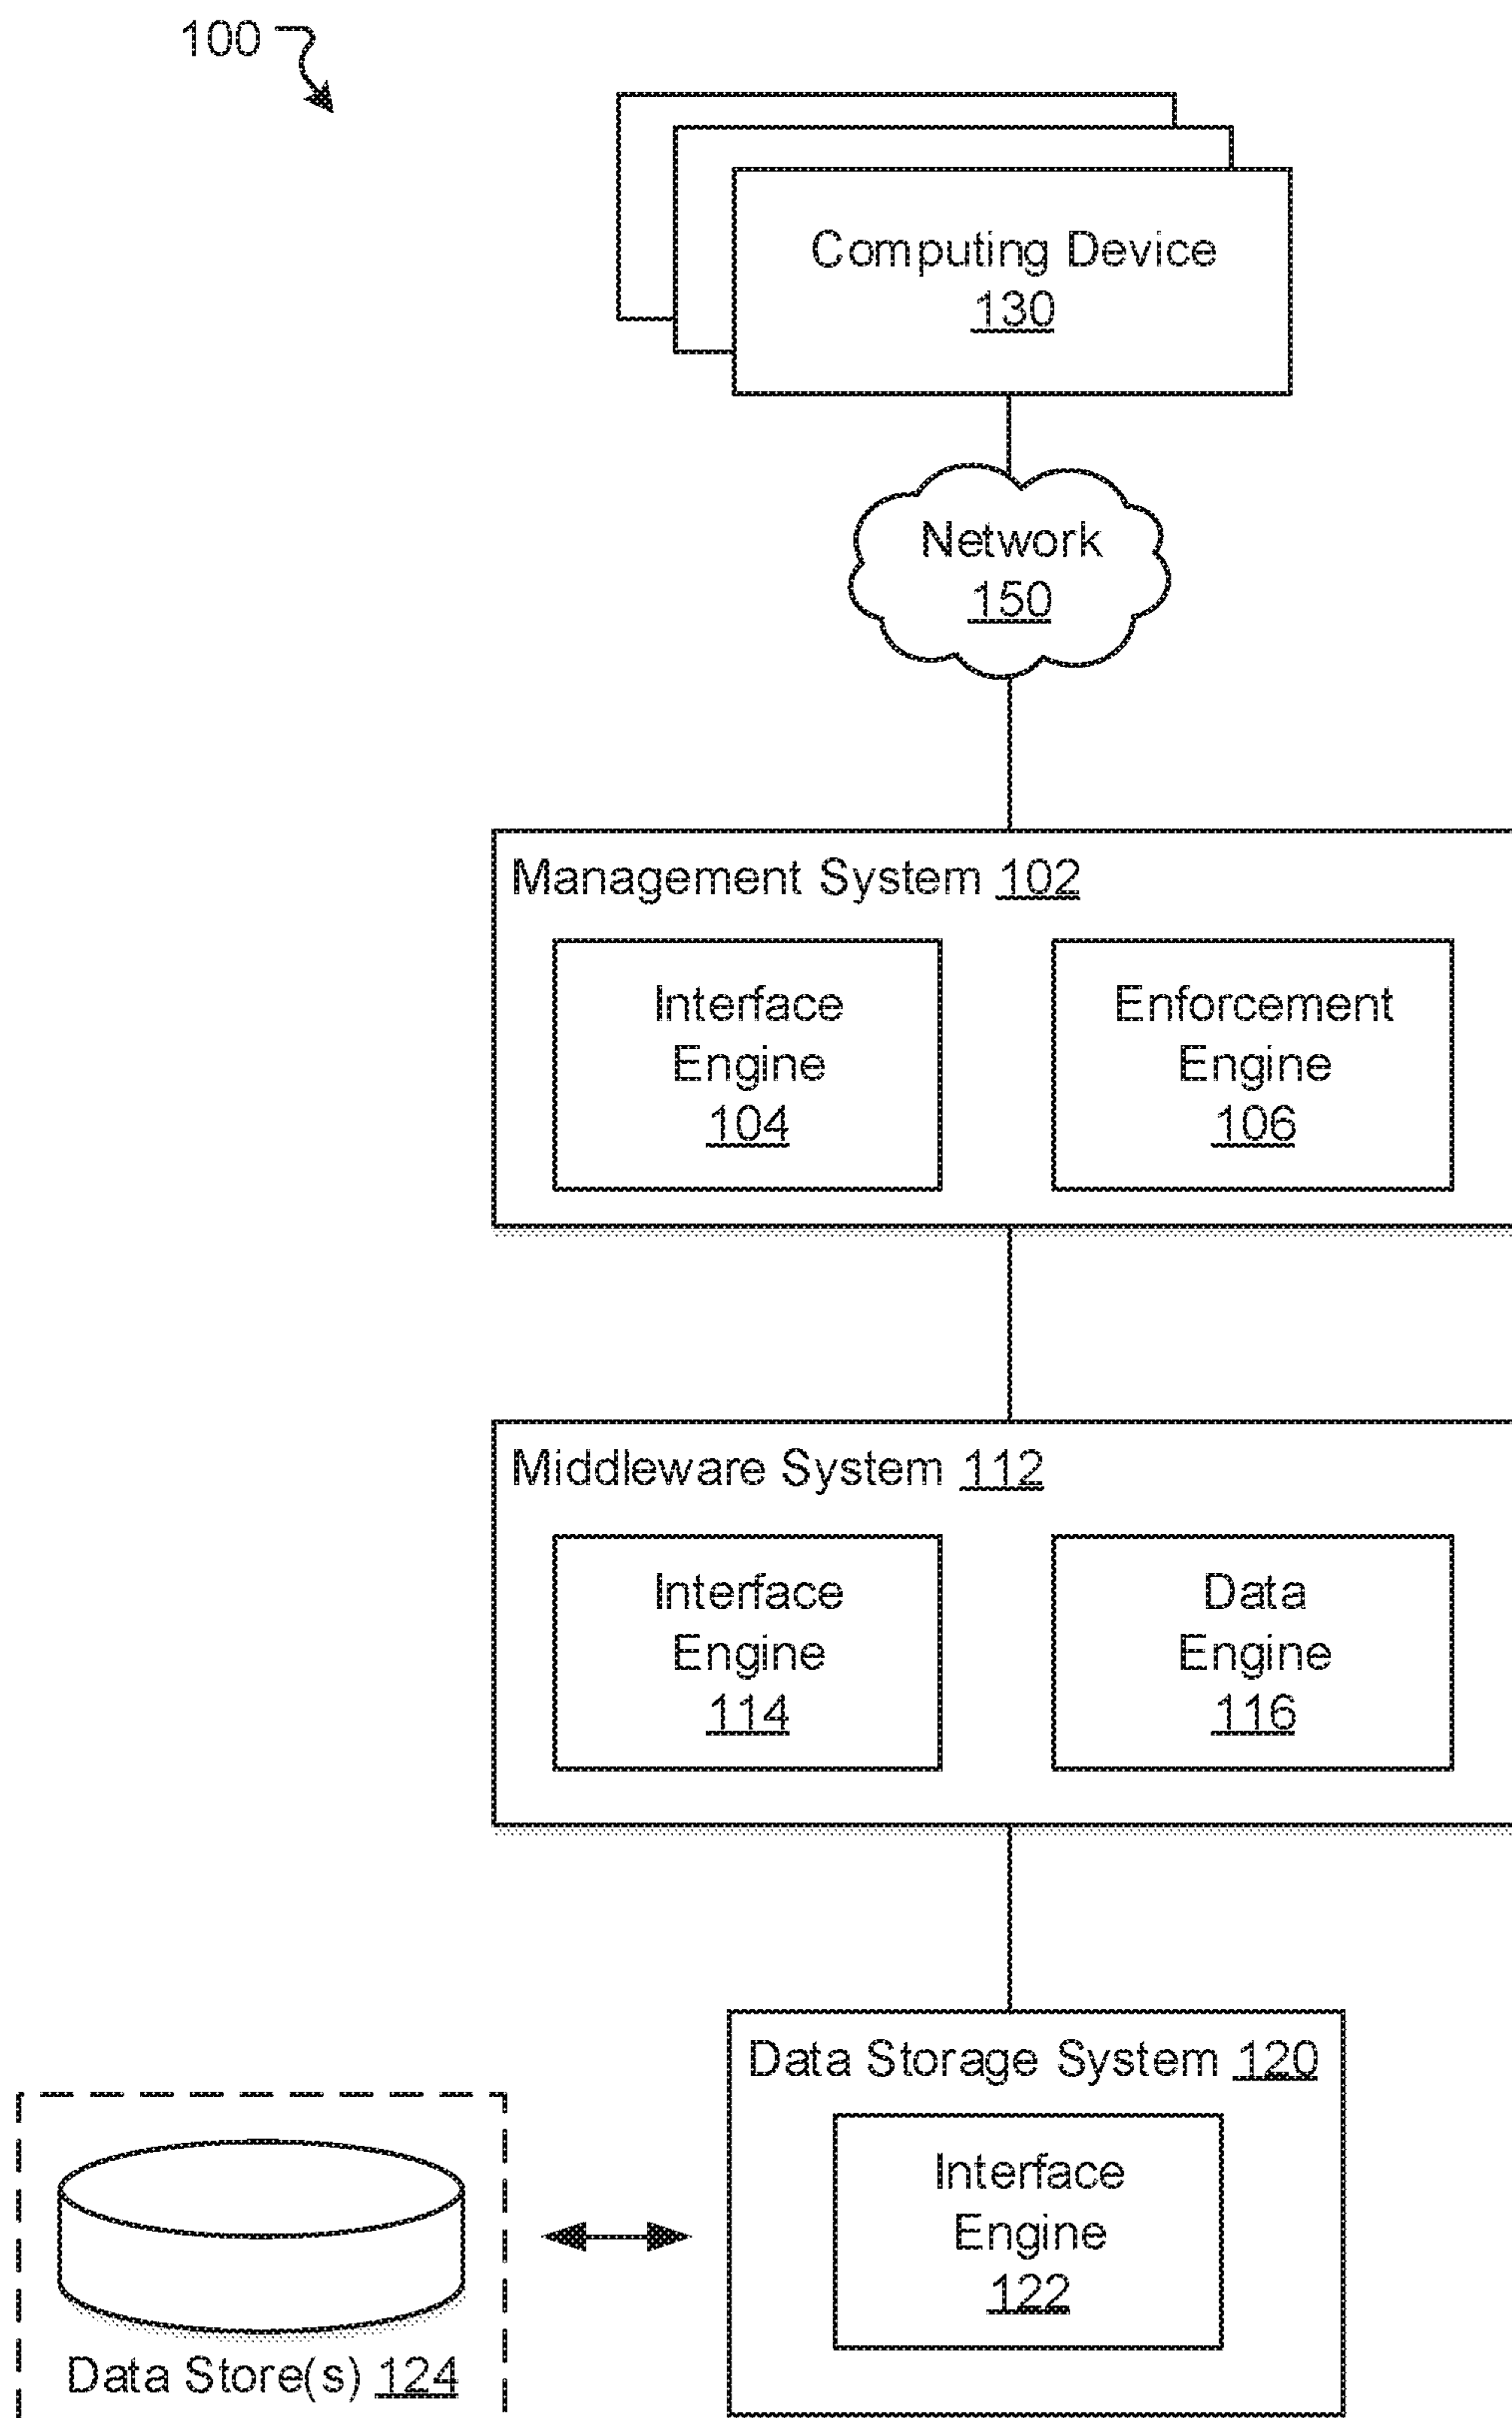 100
Computing Device
130
Network
150
Management System 102
Interface
Engine
104
Enforcement
Engine
106
Middleware System 112
Interface
Engine
114
Data
Engine
116
Data Storage System 120
Interface
Engine
122
Data Store(s) 124